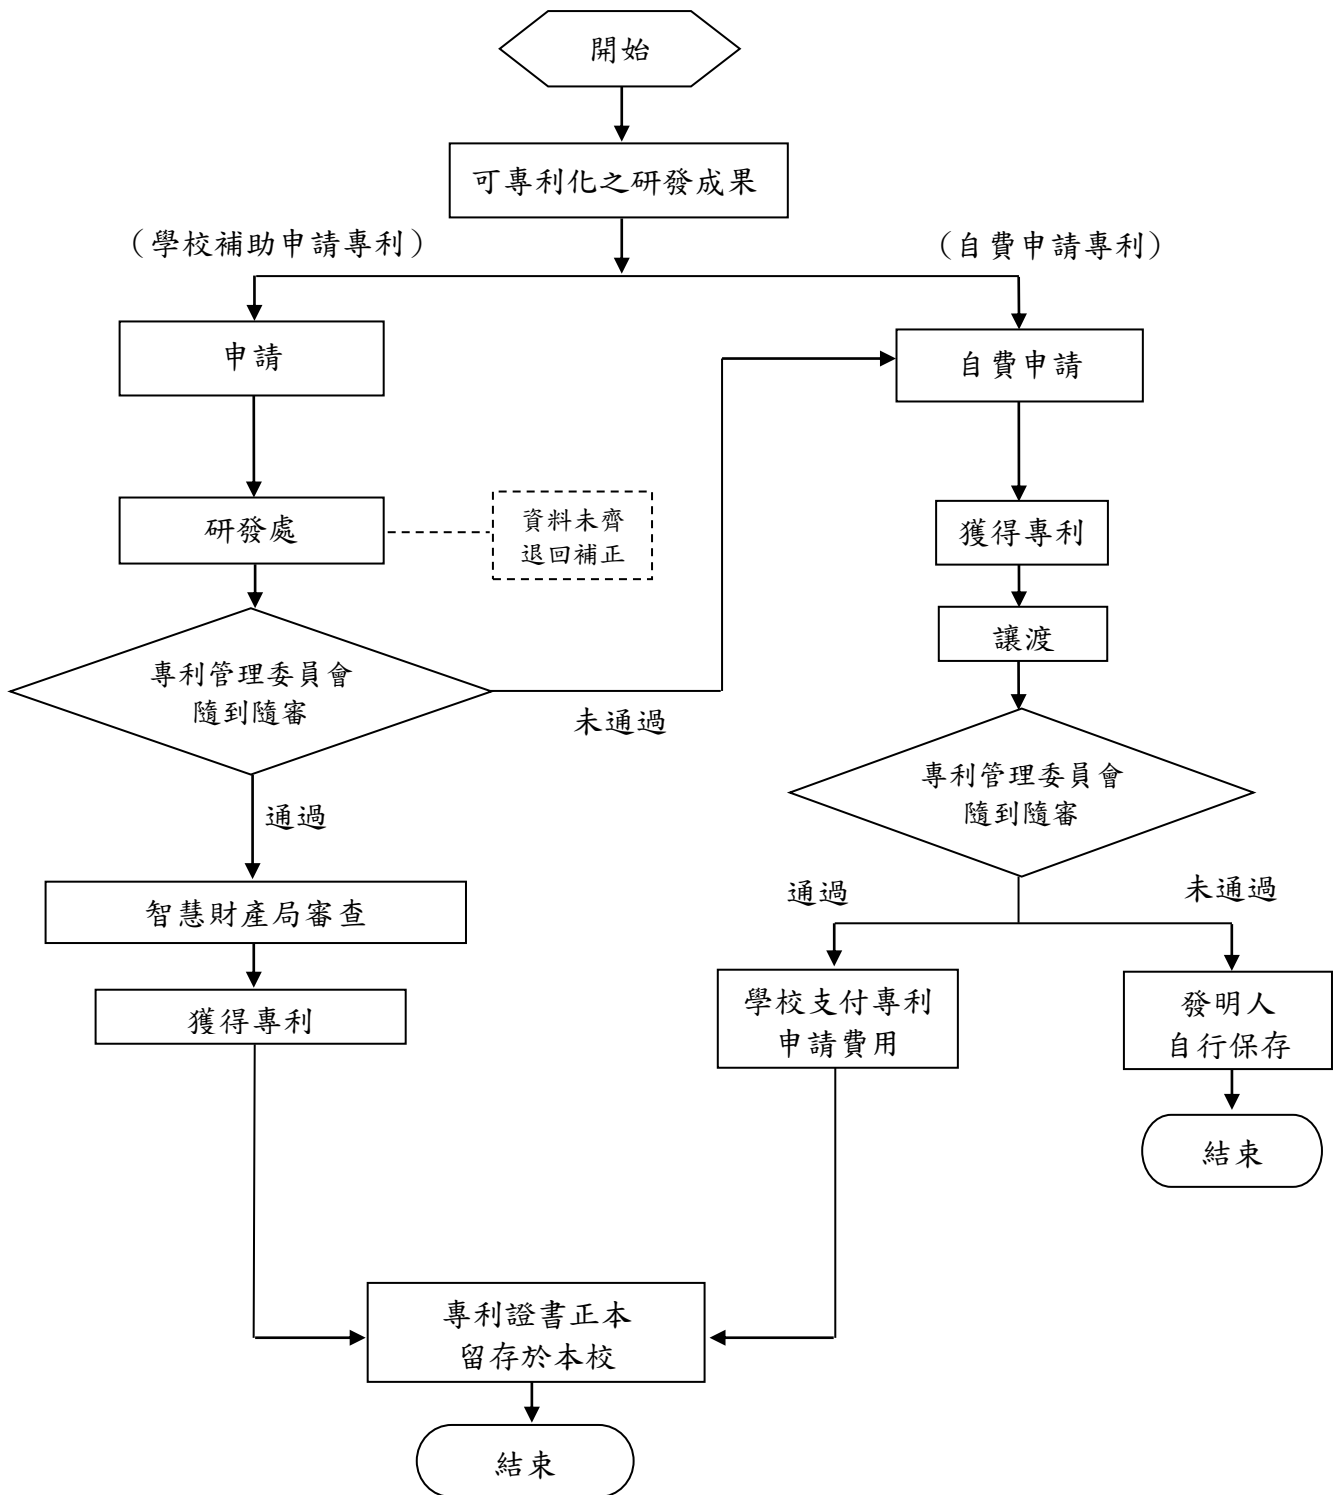 開始
可專利化之研發成果
（學校補助申請專利）
（自費申請專利）
申請
自費申請
研發處
資料未齊
退回補正
獲得專利
讓渡
專利管理委員會
隨到隨審
未通過
專利管理委員會
隨到隨審
通過
智慧財產局審查
通過
未通過
獲得專利
學校支付專利
申請費用
發明人
自行保存
結束
專利證書正本
留存於本校
結束